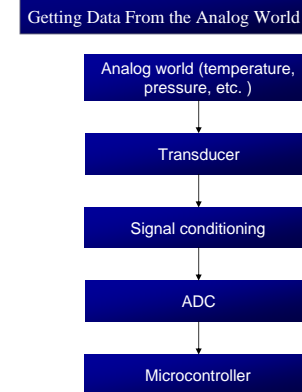 Getting Data From the Analog World
Analog world (temperature,
pressure, etc. )
Transducer
Signal conditioning
ADC
Microcontroller